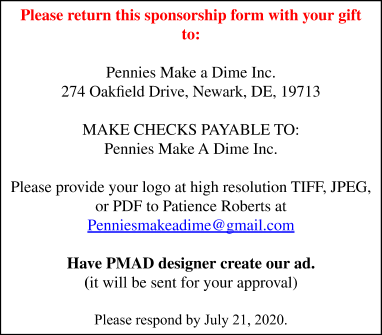 Please return this sponsorship form with your gift
to:
Pennies Make a Dime Inc.
274 Oakfield Drive, Newark, DE, 19713
MAKE CHECKS PAYABLE TO:
Pennies Make A Dime Inc.
Please provide your logo at high resolution TIFF, JPEG,
or PDF to Patience Roberts at
Penniesmakeadime@gmail.com
Have PMAD designer create our ad.
(it will be sent for your approval)
Please respond by July 21, 2020.